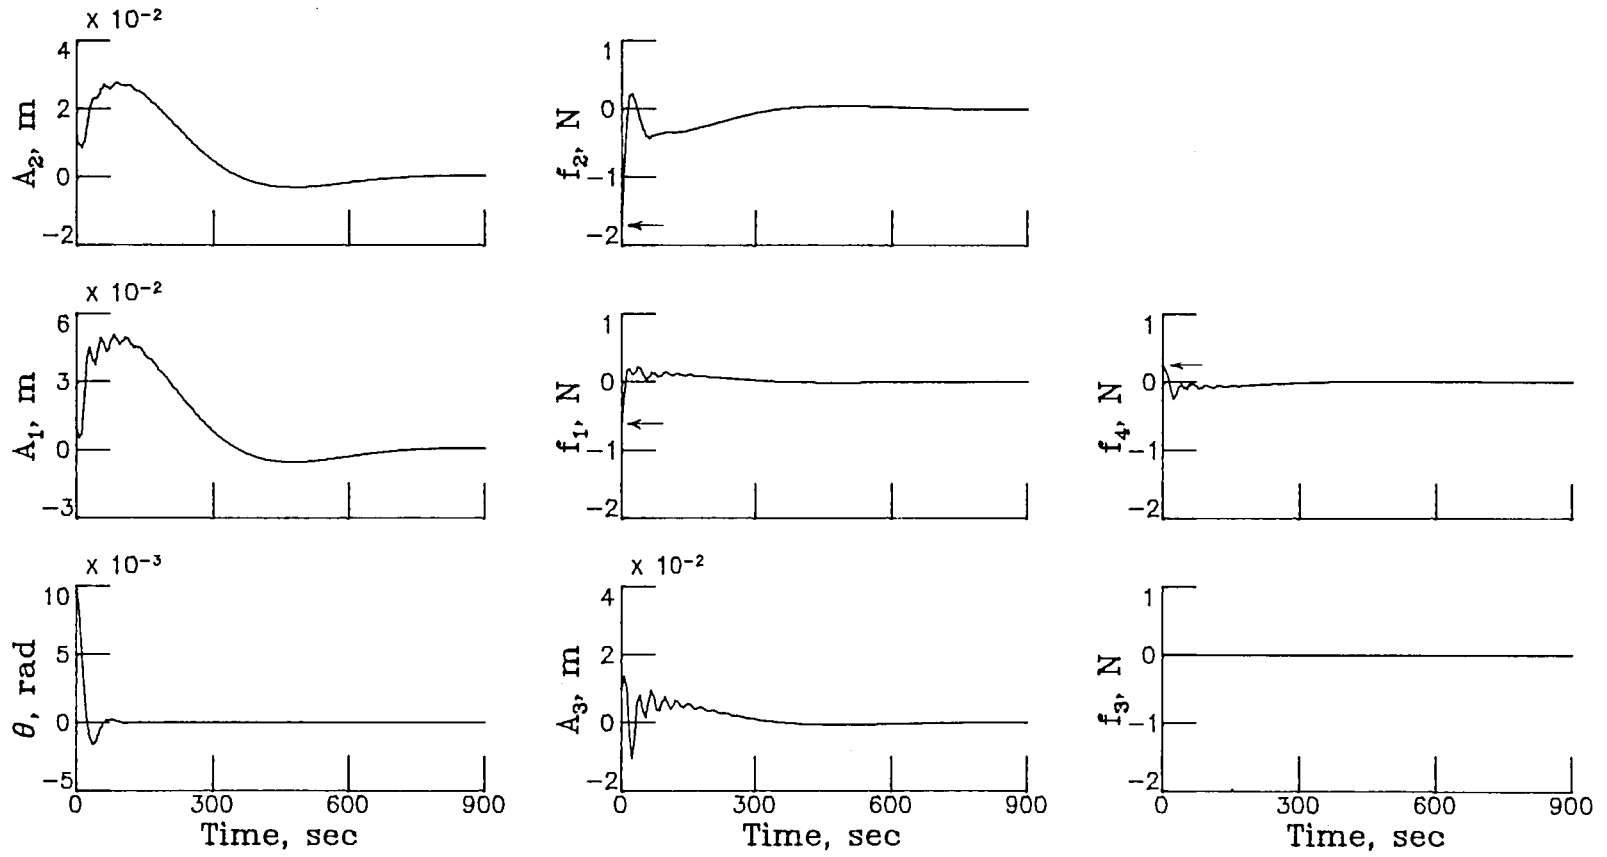 x 10⁻²
4
2
0
−2
A₂, m
1
0
−1
−2
f₂, N
x 10⁻²
6
3
0
−3
A₁, m
1
0
−1
−2
f₁, N
1
0
−1
−2
f₄, N
x 10⁻³
10
5
0
−5
θ, rad
0 300 600 900
Time, sec
x 10⁻²
4
2
0
−2
A₃, m
0 300 600 900
Time, sec
1
0
−1
−2
f₃, N
0 300 600 900
Time, sec